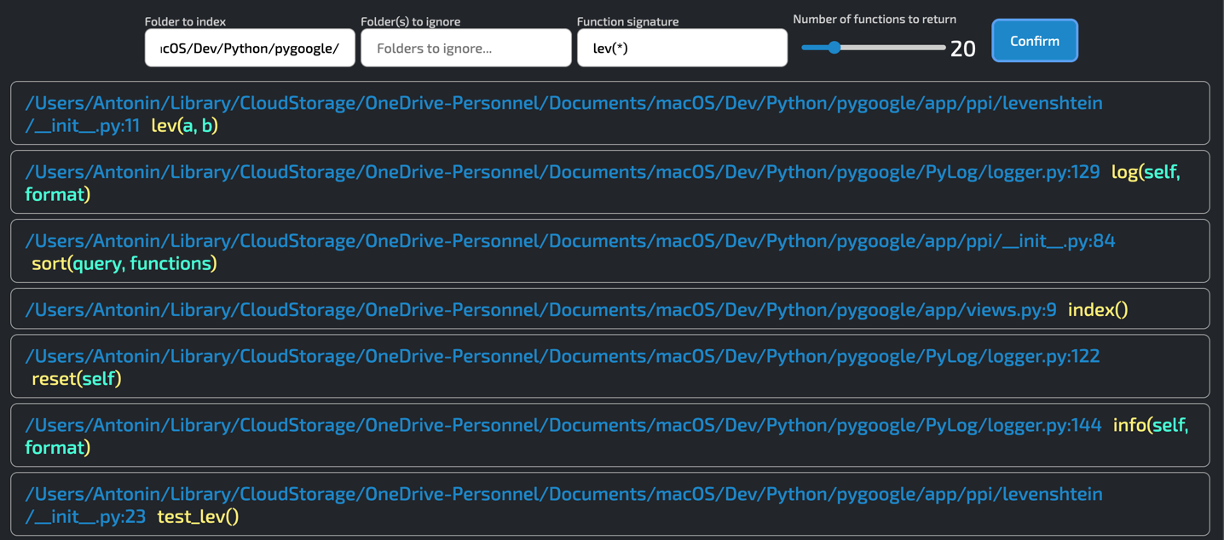 Folder to index
Folder(s) to ignore
Function signature
Number of functions to return
cOS/Dev/Python/pygoogle/
Folders to ignore...
lev(*)
20
Confirm
/Users/Antonin/Library/CloudStorage/OneDrive-Personnel/Documents/macOS/Dev/Python/pygoogle/app/ppi/levenshtein
/__init__.py:11 lev(a, b)
/Users/Antonin/Library/CloudStorage/OneDrive-Personnel/Documents/macOS/Dev/Python/pygoogle/PyLog/logger.py:129 log(self,
format)
/Users/Antonin/Library/CloudStorage/OneDrive-Personnel/Documents/macOS/Dev/Python/pygoogle/app/ppi/__init__.py:84
sort(query, functions)
/Users/Antonin/Library/CloudStorage/OneDrive-Personnel/Documents/macOS/Dev/Python/pygoogle/app/views.py:9 index()
/Users/Antonin/Library/CloudStorage/OneDrive-Personnel/Documents/macOS/Dev/Python/pygoogle/PyLog/logger.py:122
reset(self)
/Users/Antonin/Library/CloudStorage/OneDrive-Personnel/Documents/macOS/Dev/Python/pygoogle/PyLog/logger.py:144 info(self,
format)
/Users/Antonin/Library/CloudStorage/OneDrive-Personnel/Documents/macOS/Dev/Python/pygoogle/app/ppi/levenshtein
/__init__.py:23 test_lev()